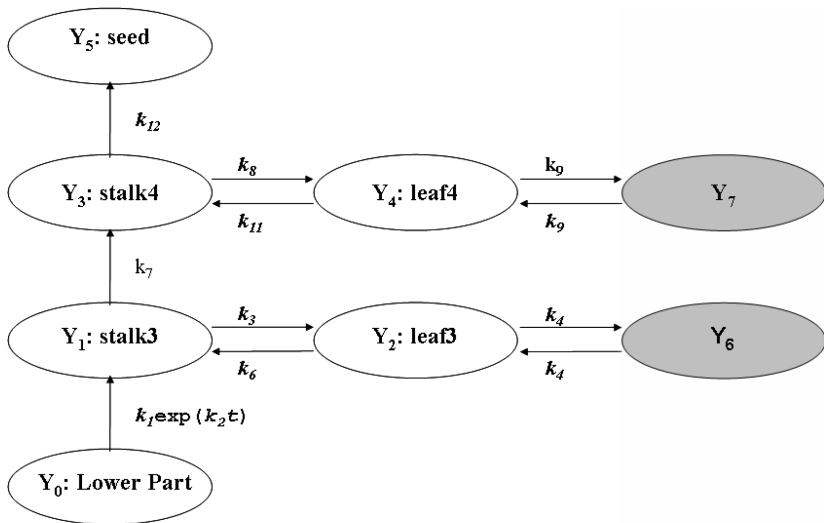 Y5: seed
k12
Y3: stalk4
k8
k11
Y4: leaf4
k9
k9
Y7
k7
Y1: stalk3
k3
k6
Y2: leaf3
k4
k4
Y6
k1exp(k2t)
Y0: Lower Part